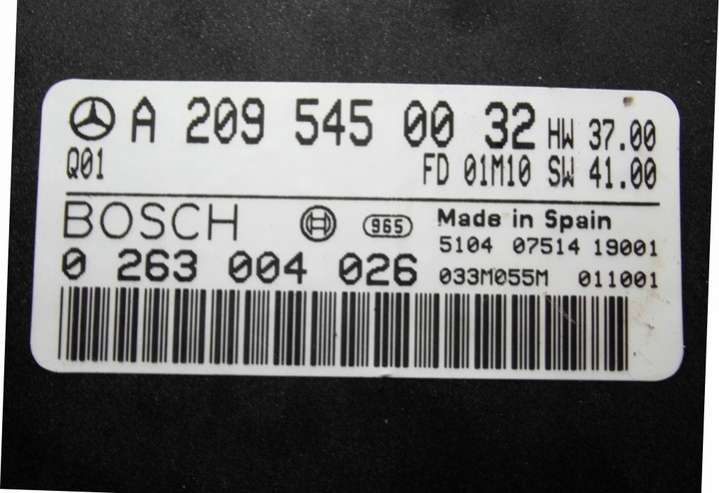 A 209 545 00 32 HW 37.00
Q01 FD 01M10 SW 41.00
BOSCH 965 Made in Spain
5104 07514 19001
0 263 004 026 033M055M 011001